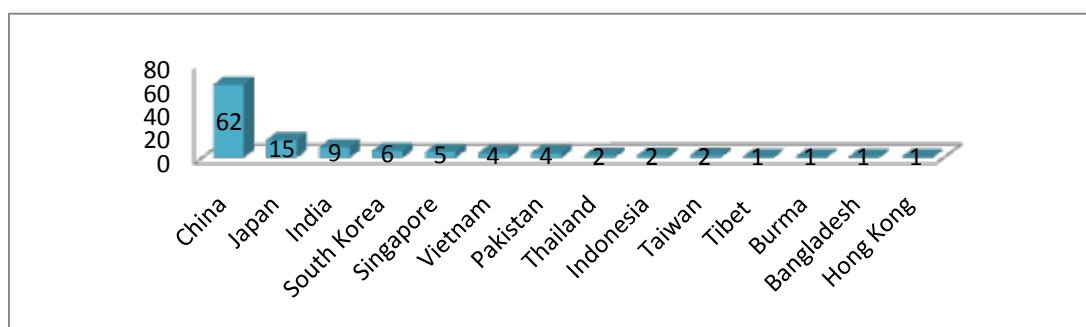 80
60
40
20
0
62
15
9
6
5
4
4
2
2
2
1
1
1
1
China
Japan
India
South Korea
Singapore
Vietnam
Pakistan
Thailand
Indonesia
Taiwan
Tibet
Burma
Bangladesh
Hong Kong